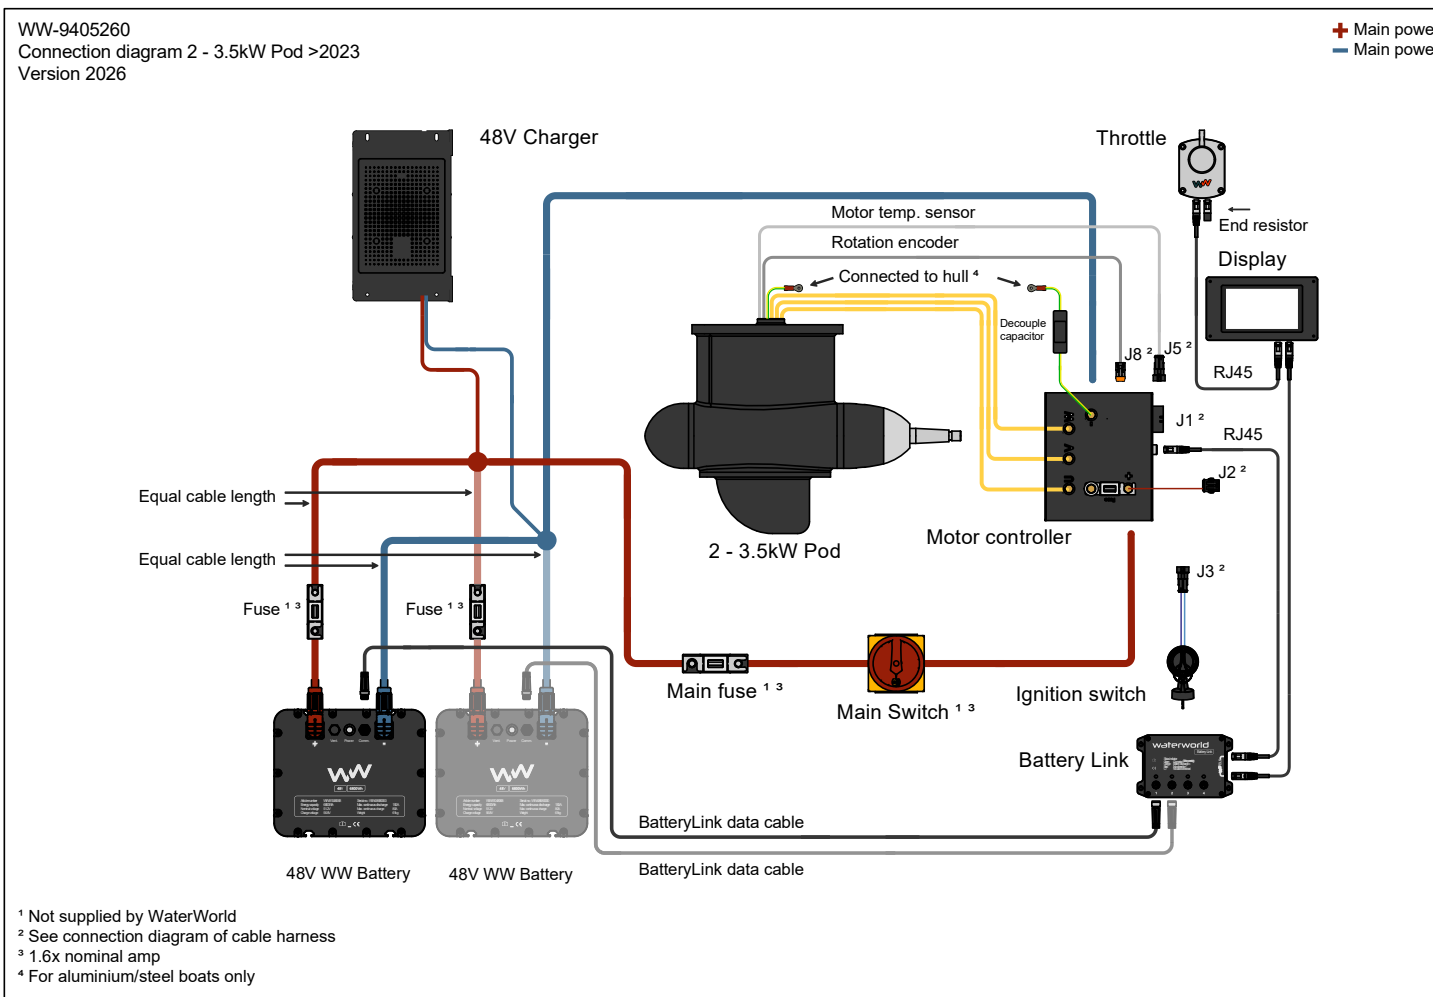 WW-9405260
Connection diagram 2 - 3.5kW Pod >2023
Version 2026
Main powe
Main powe
48V Charger
Throttle
End resistor
Display
Motor temp. sensor
Rotation encoder
Connected to hull ⁴
Decouple
capacitor
J8 ²
J5 ²
RJ45
J1 ²
RJ45
J2 ²
Equal cable length
Equal cable length
2 - 3.5kW Pod
Motor controller
J3 ²
Fuse ¹ ³
Fuse ¹ ³
Main fuse ¹ ³
Main Switch ¹ ³
Ignition switch
Battery Link
waterworld
Battery Link
BatteryLink data cable
BatteryLink data cable
48V WW Battery
48V WW Battery
¹ Not supplied by WaterWorld
² See connection diagram of cable harness
³ 1.6x nominal amp
⁴ For aluminium/steel boats only